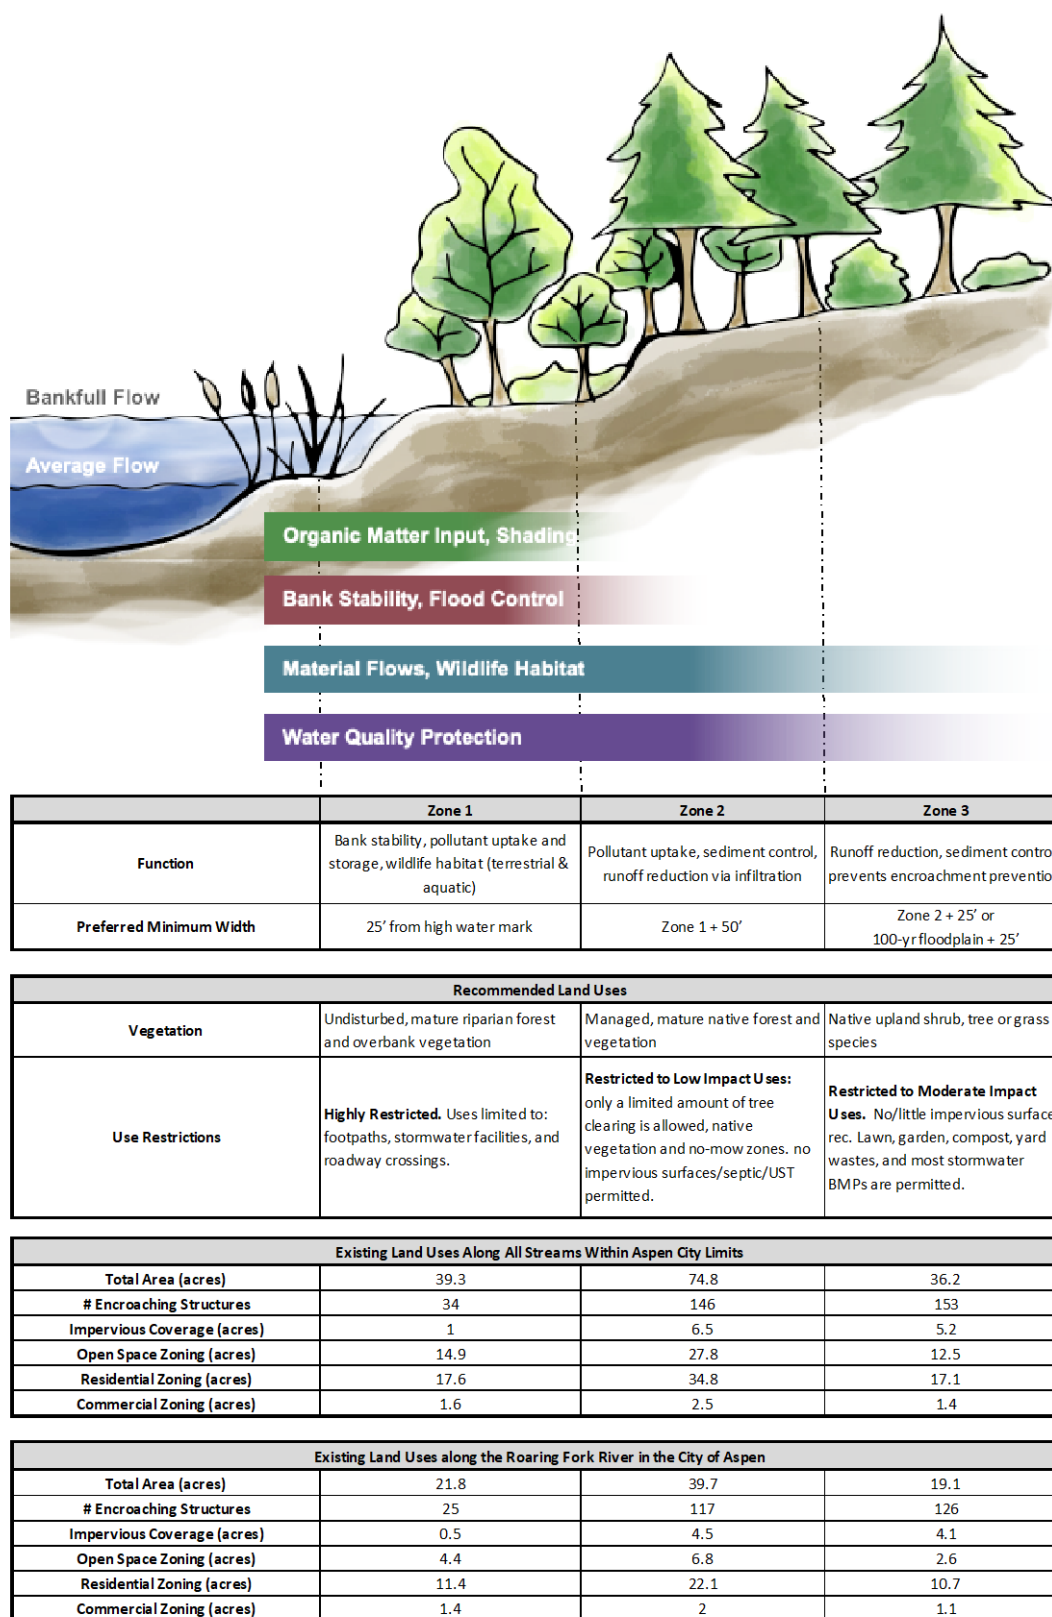 Bankfull Flow
Average Flow
Organic Matter Input, Shading
Bank Stability, Flood Control
Material Flows, Wildlife Habitat
Water Quality Protection
Zone 1 Zone 2 Zone 3
Function
Bank stability, pollutant uptake and
storage, wildlife habitat (terrestrial &
aquatic)
Pollutant uptake, sediment control,
runoff reduction via infiltration
Runoff reduction, sediment contro
prevents encroachment preventio
Preferred Minimum Width
25' from high water mark
Zone 1 + 50'
Zone 2 + 25' or
100-yr floodplain + 25'
Recommended Land Uses
Vegetation
Undisturbed, mature riparian forest
and overbank vegetation
Managed, mature native forest and
vegetation
Native upland shrub, tree or grass
species
Use Restrictions
Highly Restricted. Uses limited to:
footpaths, stormwater facilities, and
roadway crossings.
Restricted to Low Impact Uses:
only a limited amount of tree
clearing is allowed, native
vegetation and no-mow zones. no
impervious surfaces/septic/UST
permitted.
Restricted to Moderate Impact
Uses. No/little impervious surface
rec. Lawn, garden, compost, yard
wastes, and most stormwater
BMPs are permitted.
Existing Land Uses Along All Streams Within Aspen City Limits
Total Area (acres) 39.3 74.8 36.2
# Encroaching Structures 34 146 153
Impervious Coverage (acres) 1 6.5 5.2
Open Space Zoning (acres) 14.9 27.8 12.5
Residential Zoning (acres) 17.6 34.8 17.1
Commercial Zoning (acres) 1.6 2.5 1.4
Existing Land Uses along the Roaring Fork River in the City of Aspen
Total Area (acres) 21.8 39.7 19.1
# Encroaching Structures 25 117 126
Impervious Coverage (acres) 0.5 4.5 4.1
Open Space Zoning (acres) 4.4 6.8 2.6
Residential Zoning (acres) 11.4 22.1 10.7
Commercial Zoning (acres) 1.4 2 1.1